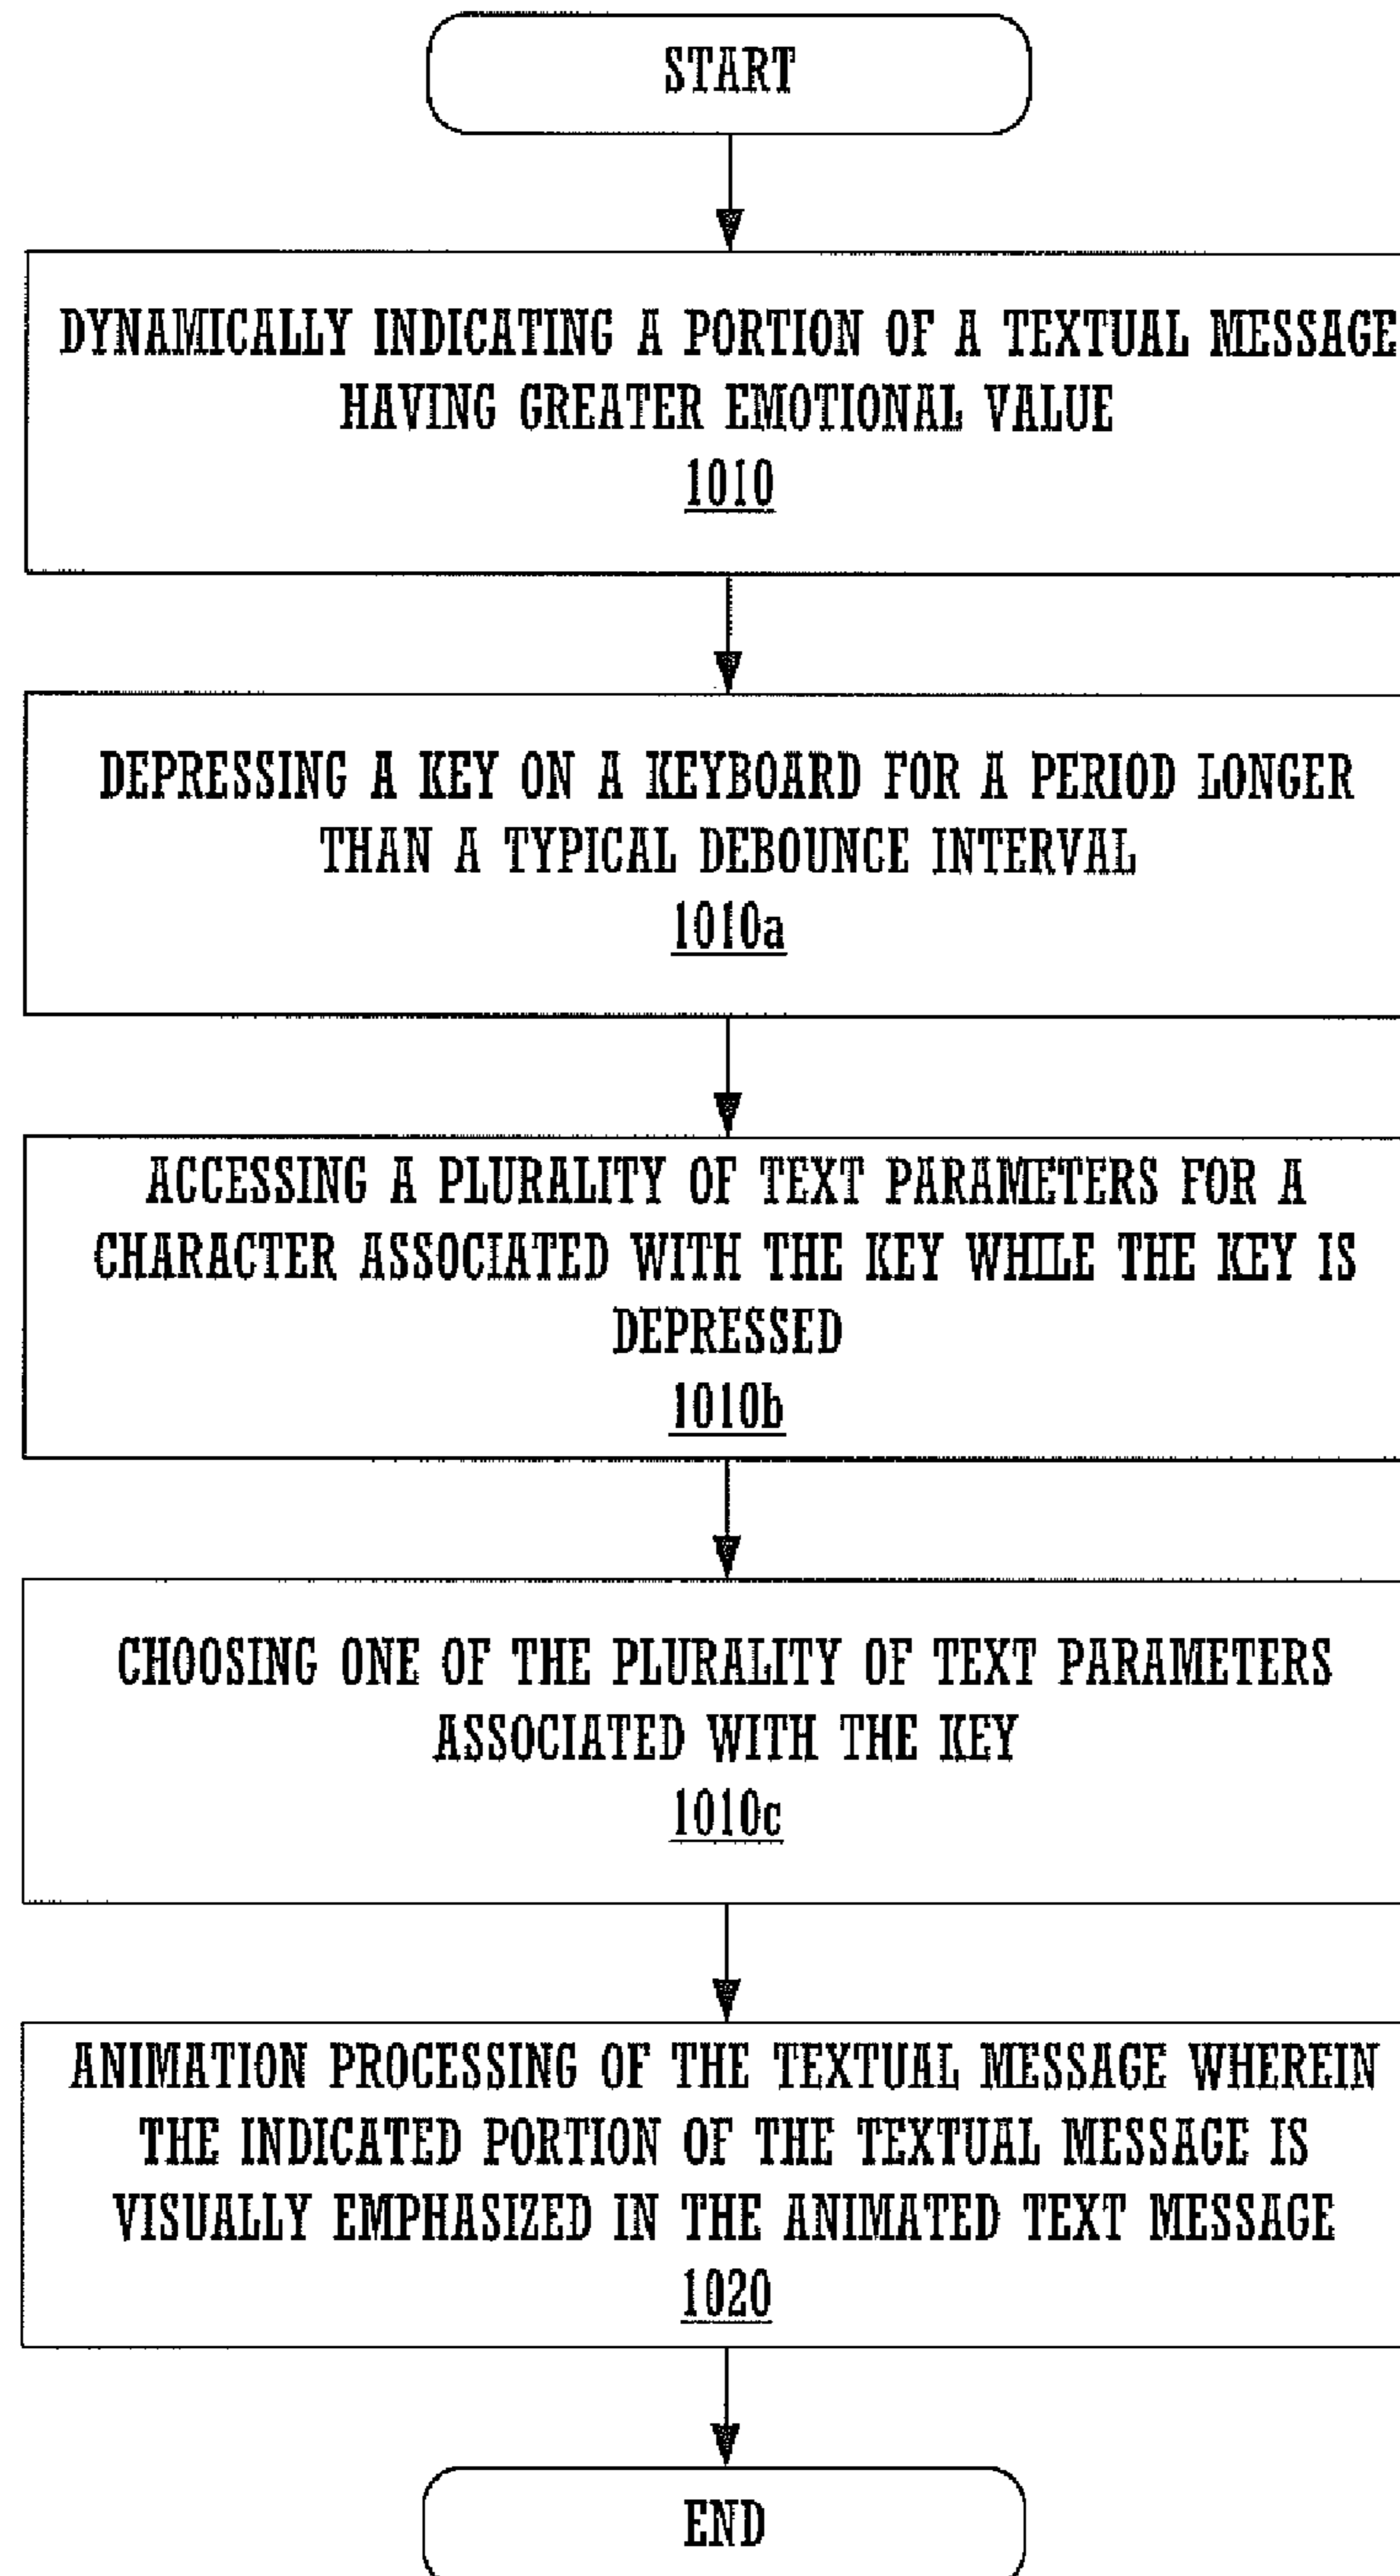 START
DYNAMICALLY INDICATING A PORTION OF A TEXTUAL MESSAGE
HAVING GREATER EMOTIONAL VALUE
1010
DEPRESSING A KEY ON A KEYBOARD FOR A PERIOD LONGER
THAN A TYPICAL DEBOUNCE INTERVAL
1010a
ACCESSING A PLURALITY OF TEXT PARAMETERS FOR A
CHARACTER ASSOCIATED WITH THE KEY WHILE THE KEY IS
DEPRESSED
1010b
CHOOSING ONE OF THE PLURALITY OF TEXT PARAMETERS
ASSOCIATED WITH THE KEY
1010c
ANIMATION PROCESSING OF THE TEXTUAL MESSAGE WHEREIN
THE INDICATED PORTION OF THE TEXTUAL MESSAGE IS
VISUALLY EMPHASIZED IN THE ANIMATED TEXT MESSAGE
1020
END